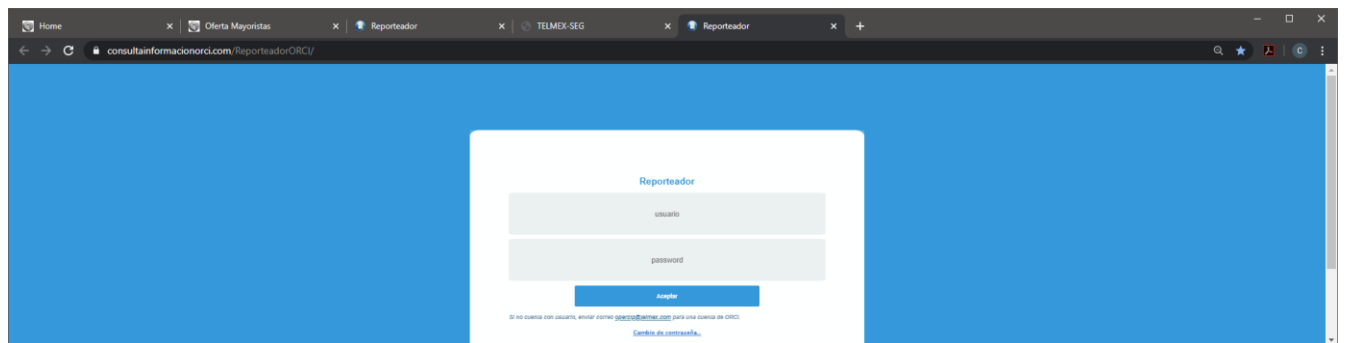 Home
Oferta Mayoristas
Reporteador
TELMEX-SEG
Reporteador
consultainformacionorci.com/ReporteadorORCI/
C
Reporteador
usuario
password
Aceptar
Si no cuenta con usuario, enviar correo operzip@telmex.com para una cuenta de ORCI.
Cambio de contraseña...